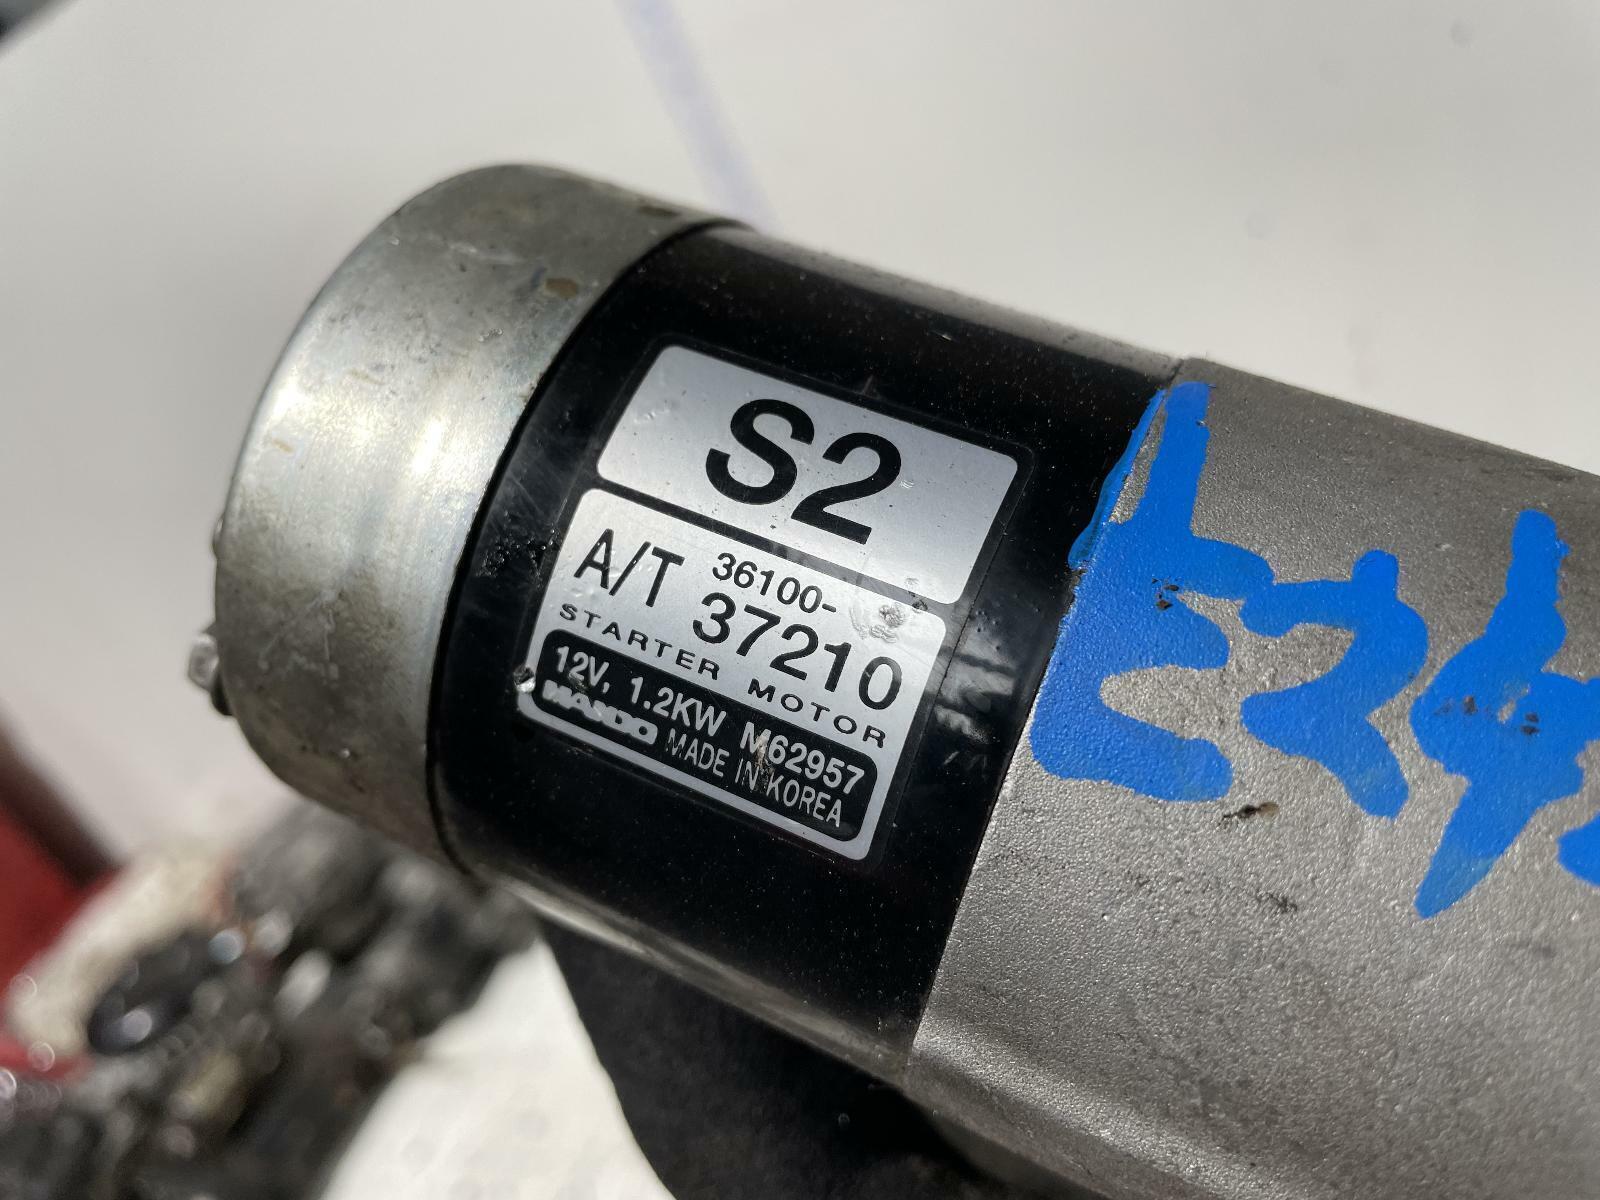 S2
A/T 36100-
37210
STARTER MOTOR
12V, 1.2KW M62957
MANDO MADE IN KOREA